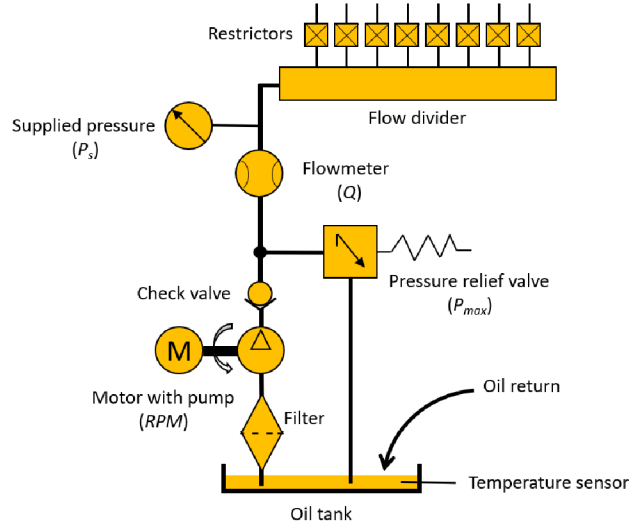 Restrictors
Flow divider
Supplied pressure
(Ps)
Flowmeter
(Q)
Check valve
Pressure relief valve
(Pmax)
M
Motor with pump
(RPM)
Filter
Oil return
Temperature sensor
Oil tank